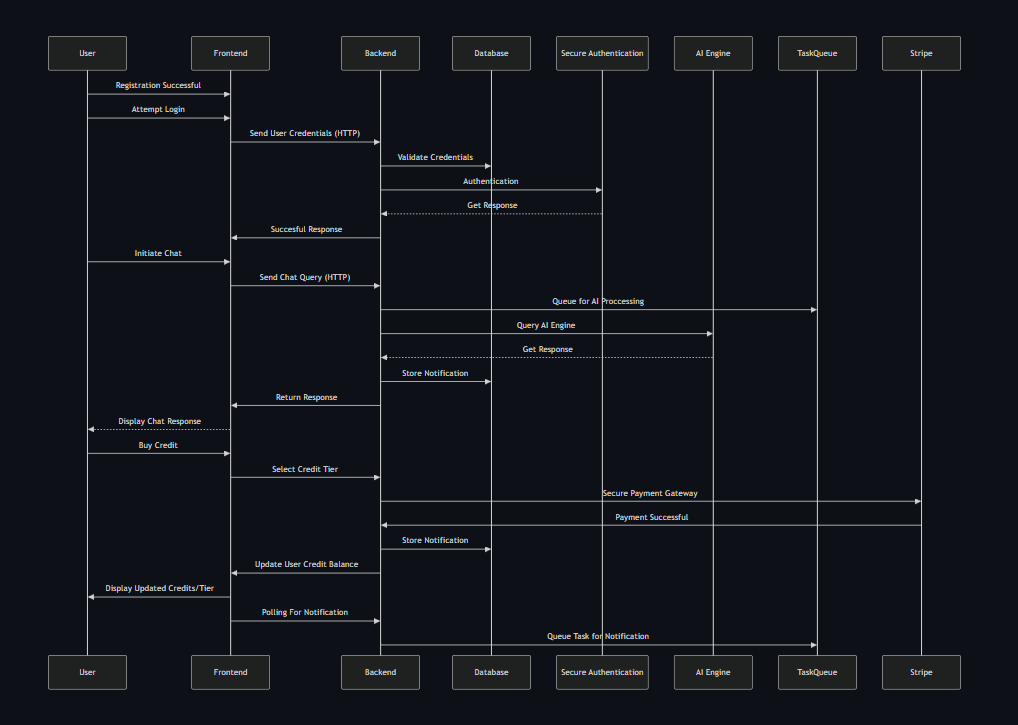 User
Frontend
Backend
Database
Secure Authentication
AI Engine
TaskQueue
Stripe
Registration Successful
Attempt Login
Send User Credentials (HTTP)
Validate Credentials
Authentication
Get Response
Succesful Response
Initiate Chat
Send Chat Query (HTTP)
Queue for AI Proccessing
Query AI Engine
Get Response
Store Notification
Return Response
Display Chat Response
Buy Credit
Select Credit Tier
Secure Payment Gateway
Payment Successful
Store Notification
Update User Credit Balance
Display Updated Credits/Tier
Polling For Notification
Queue Task for Notification
User
Frontend
Backend
Database
Secure Authentication
AI Engine
TaskQueue
Stripe